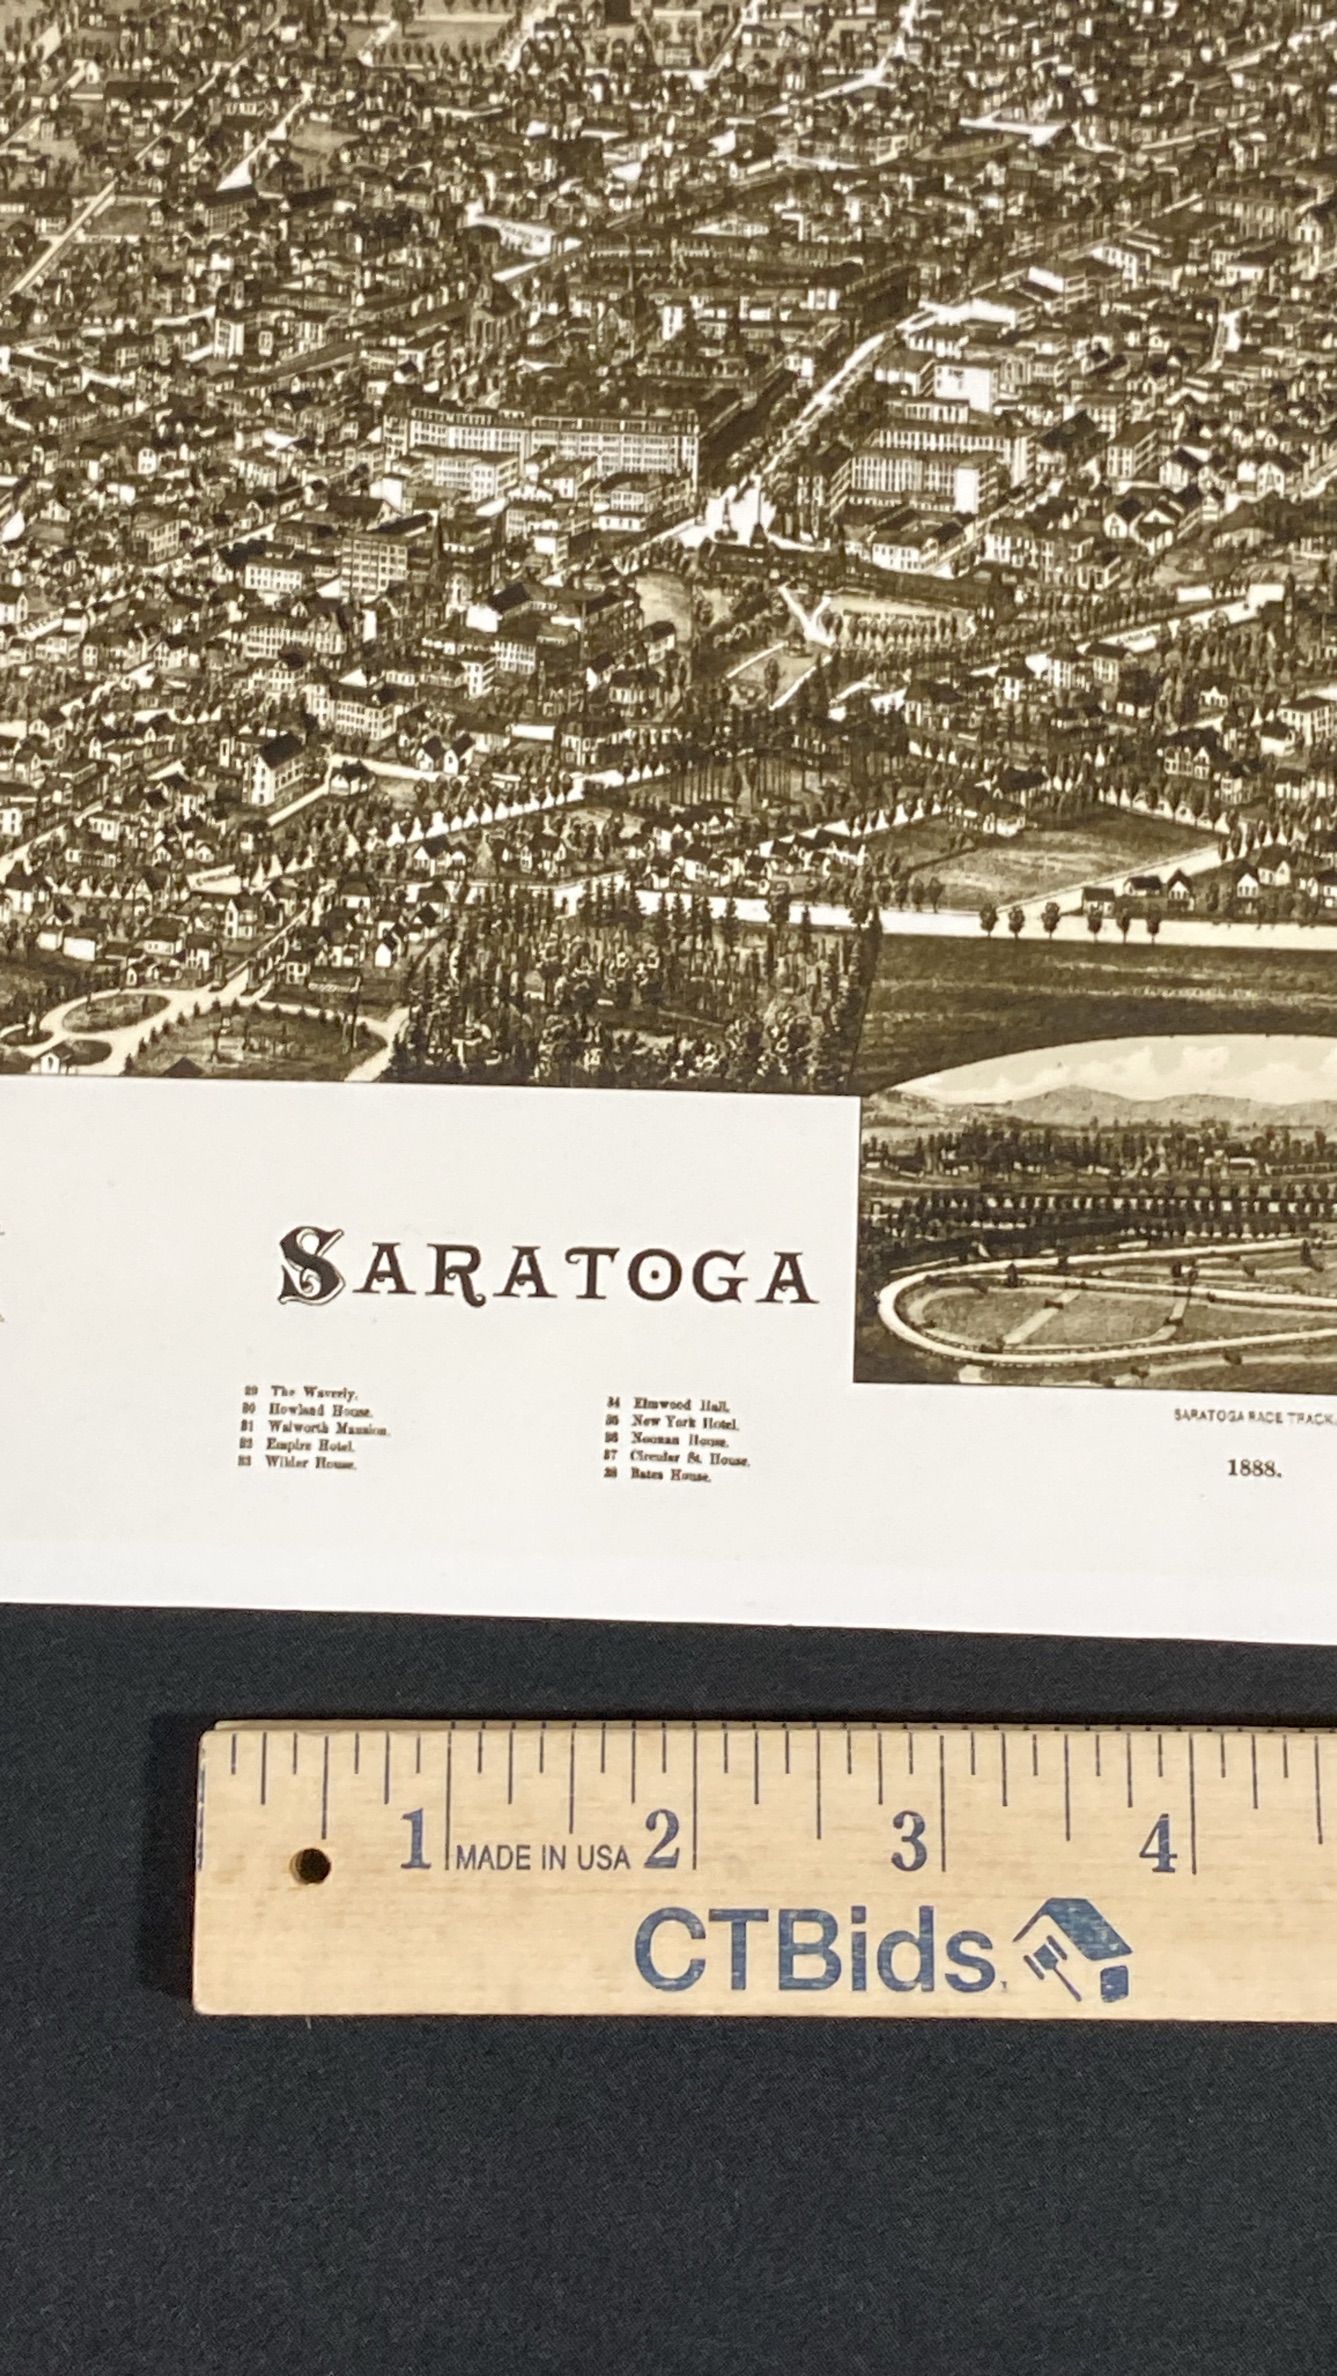 SARATOGA
29 The Waverly.
30 Howland House.
31 Walworth Mansion.
32 Empire Hotel.
33 Wilder House.
34 Elmwood Hall.
35 New York Hotel.
36 Noonan House.
37 Circular St. House.
38 Bates House.
SARATOGA RACE TRACK.
1888.
1 MADE IN USA 2 3 4
CTBids